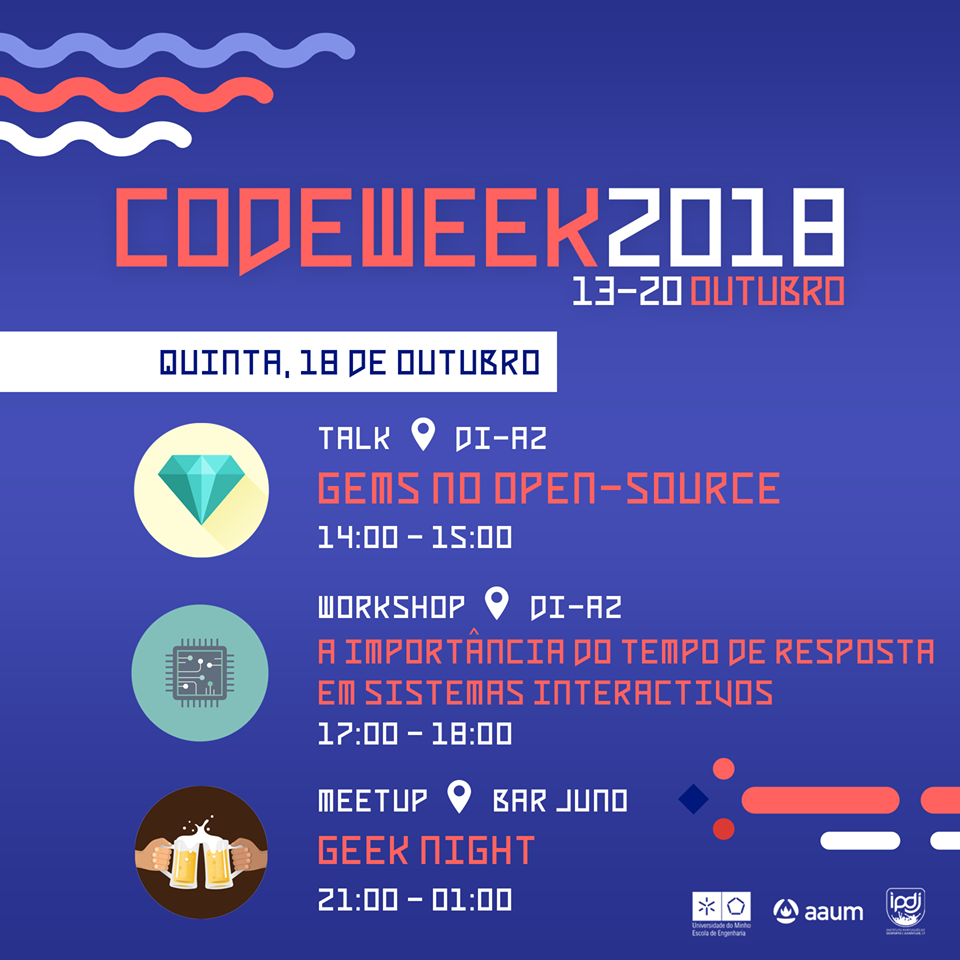 CODEWEEK2018
13-20 OUTUBRO
QUINTA, 18 DE OUTUBRO
TALK DI-A2
GEMS NO OPEN-SOURCE
14:00 - 15:00
WORKSHOP DI-A2
A IMPORTÂNCIA DO TEMPO DE RESPOSTA
EM SISTEMAS INTERACTIVOS
17:00 - 18:00
MEETUP BAR JUNO
GEEK NIGHT
21:00 - 01:00
Universidade do Minho
Escola de Engenharia
aaum
ipdj